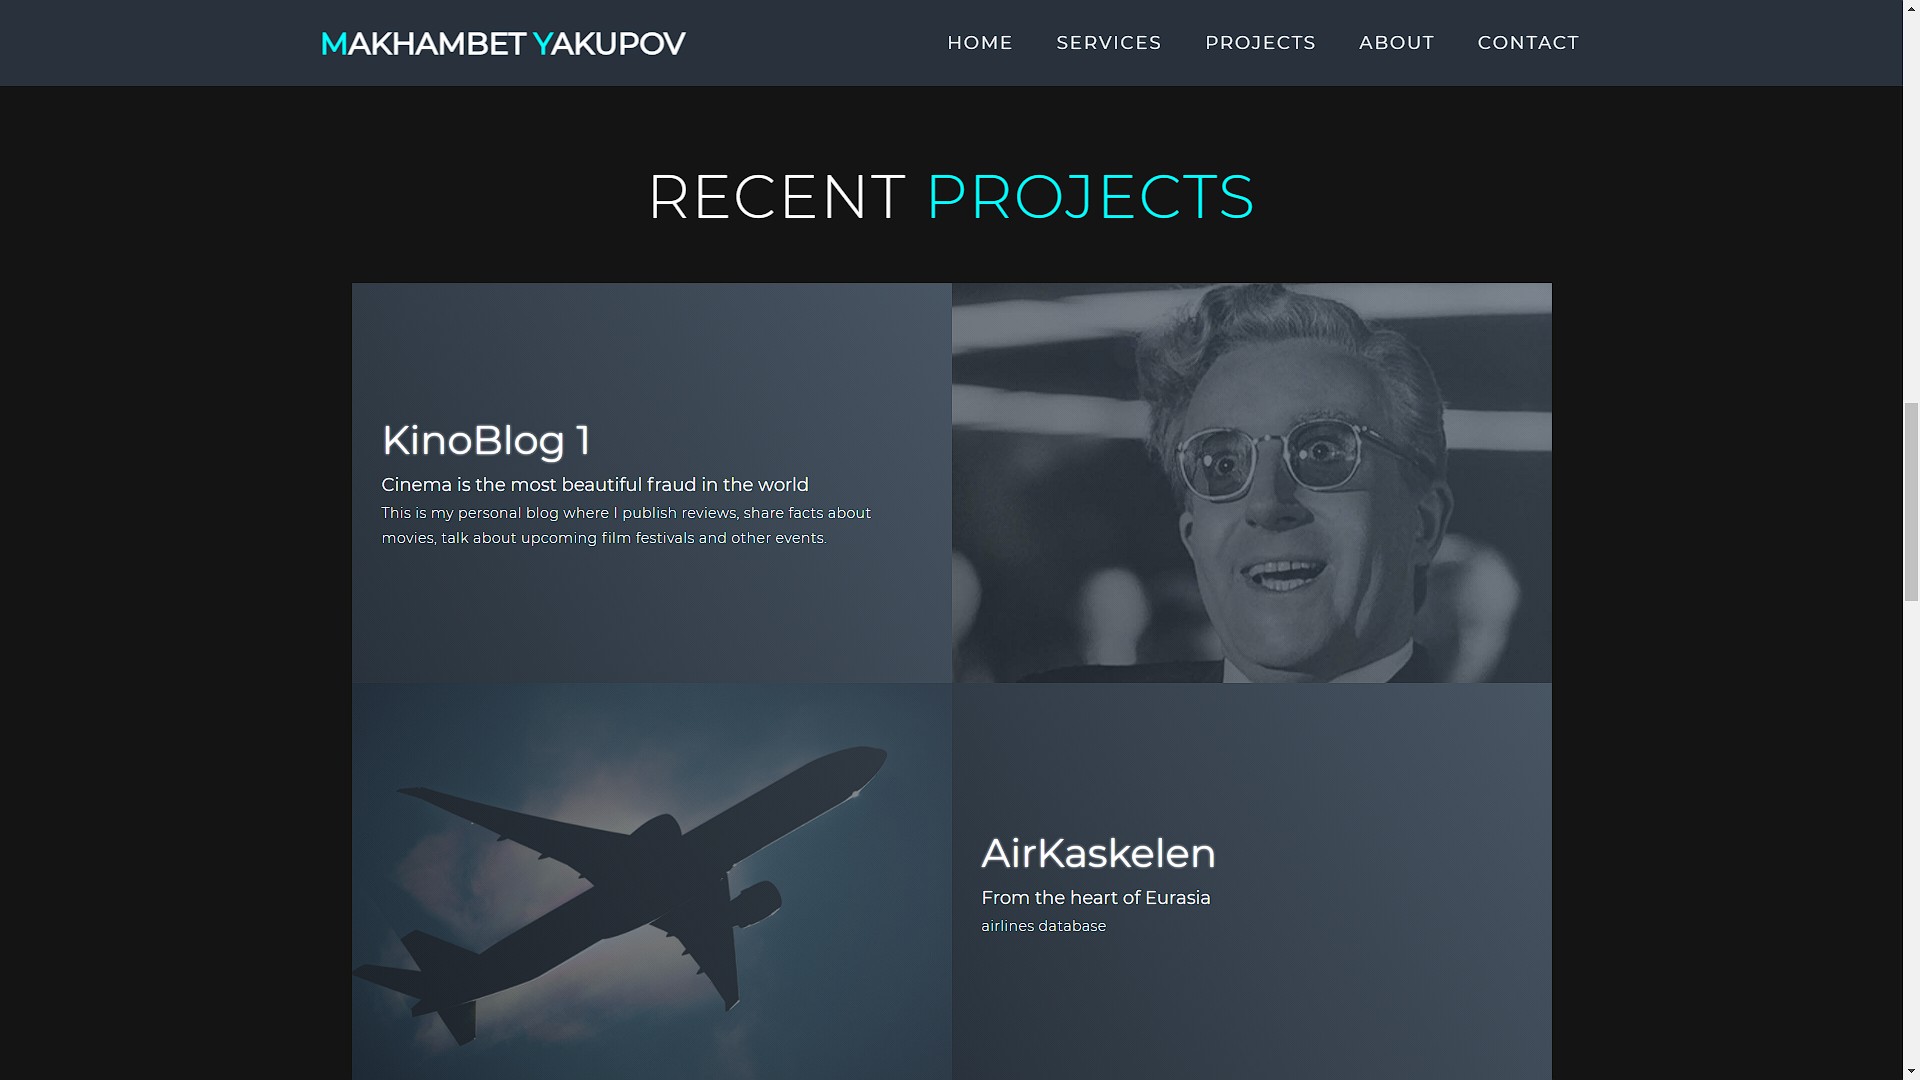 MAKHAMBET YAKUPOV
HOME SERVICES PROJECTS ABOUT CONTACT
RECENT PROJECTS
KinoBlog 1
Cinema is the most beautiful fraud in the world
This is my personal blog where I publish reviews, share facts about
movies, talk about upcoming film festivals and other events.
AirKaskelen
From the heart of Eurasia
airlines database